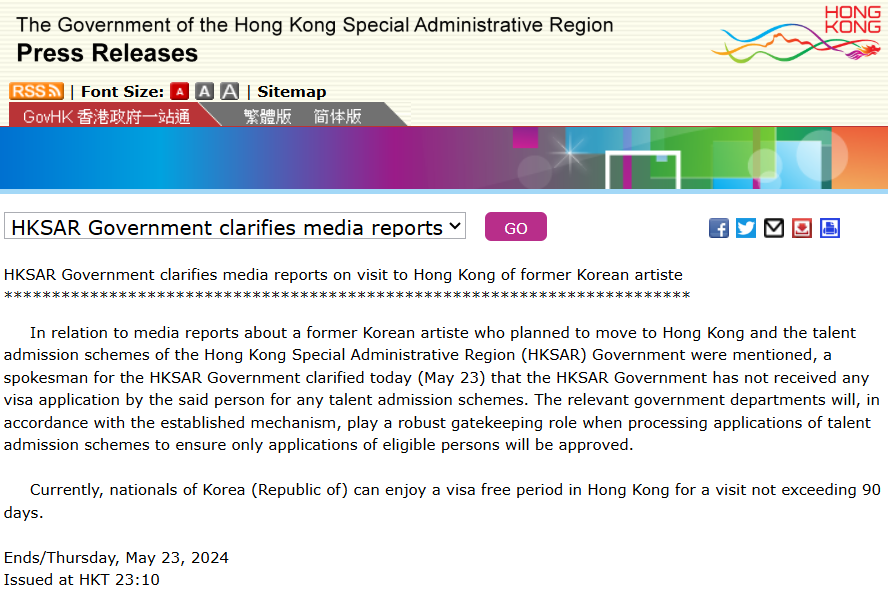 The Government of the Hong Kong Special Administrative Region
Press Releases
HONG
KONG
RSS | Font Size: A A A | Sitemap
GovHK 香港政府一站通 繁體版 简体版
HKSAR Government clarifies media reports GO
HKSAR Government clarifies media reports on visit to Hong Kong of former Korean artiste
************************************************************************
In relation to media reports about a former Korean artiste who planned to move to Hong Kong and the talent
admission schemes of the Hong Kong Special Administrative Region (HKSAR) Government were mentioned, a
spokesman for the HKSAR Government clarified today (May 23) that the HKSAR Government has not received any
visa application by the said person for any talent admission schemes. The relevant government departments will, in
accordance with the established mechanism, play a robust gatekeeping role when processing applications of talent
admission schemes to ensure only applications of eligible persons will be approved.
Currently, nationals of Korea (Republic of) can enjoy a visa free period in Hong Kong for a visit not exceeding 90
days.
Ends/Thursday, May 23, 2024
Issued at HKT 23:10